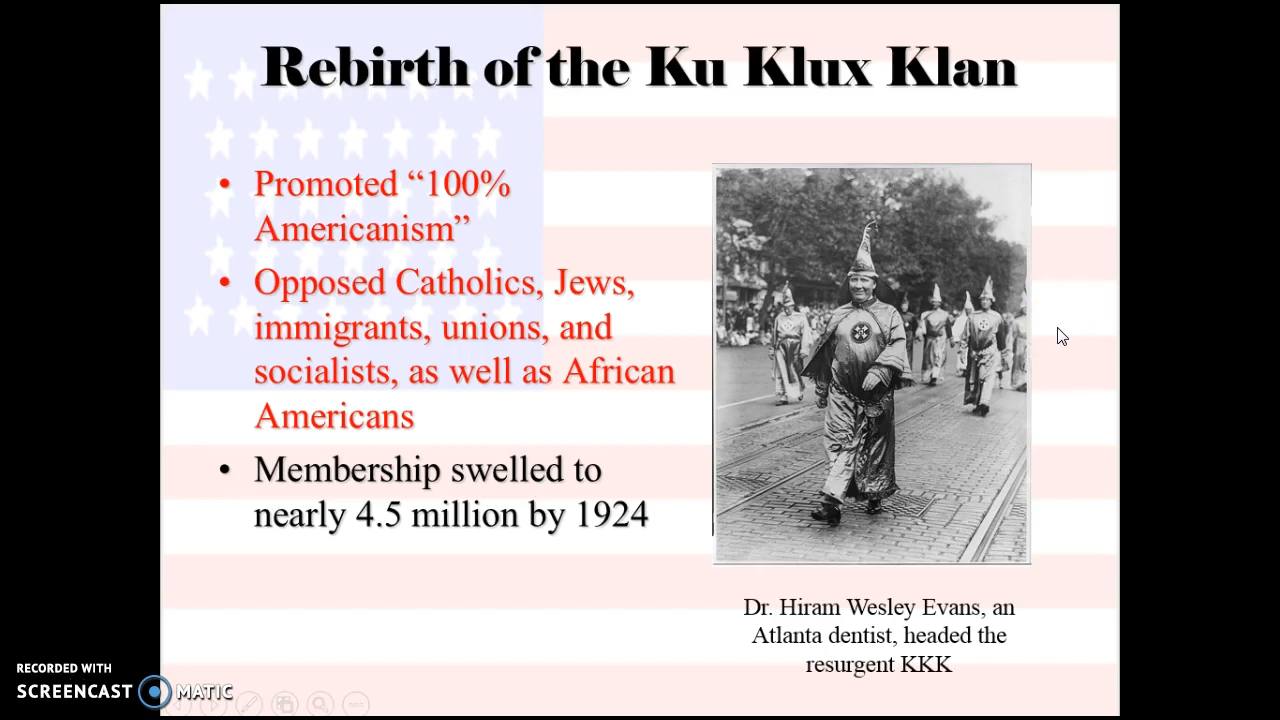 Rebirth of the Ku Klux Klan
• Promoted “100%
Americanism”
• Opposed Catholics, Jews,
immigrants, unions, and
socialists, as well as African
Americans
• Membership swelled to
nearly 4.5 million by 1924
Dr. Hiram Wesley Evans, an
Atlanta dentist, headed the
resurgent KKK
RECORDED WITH
SCREENCAST MATIC